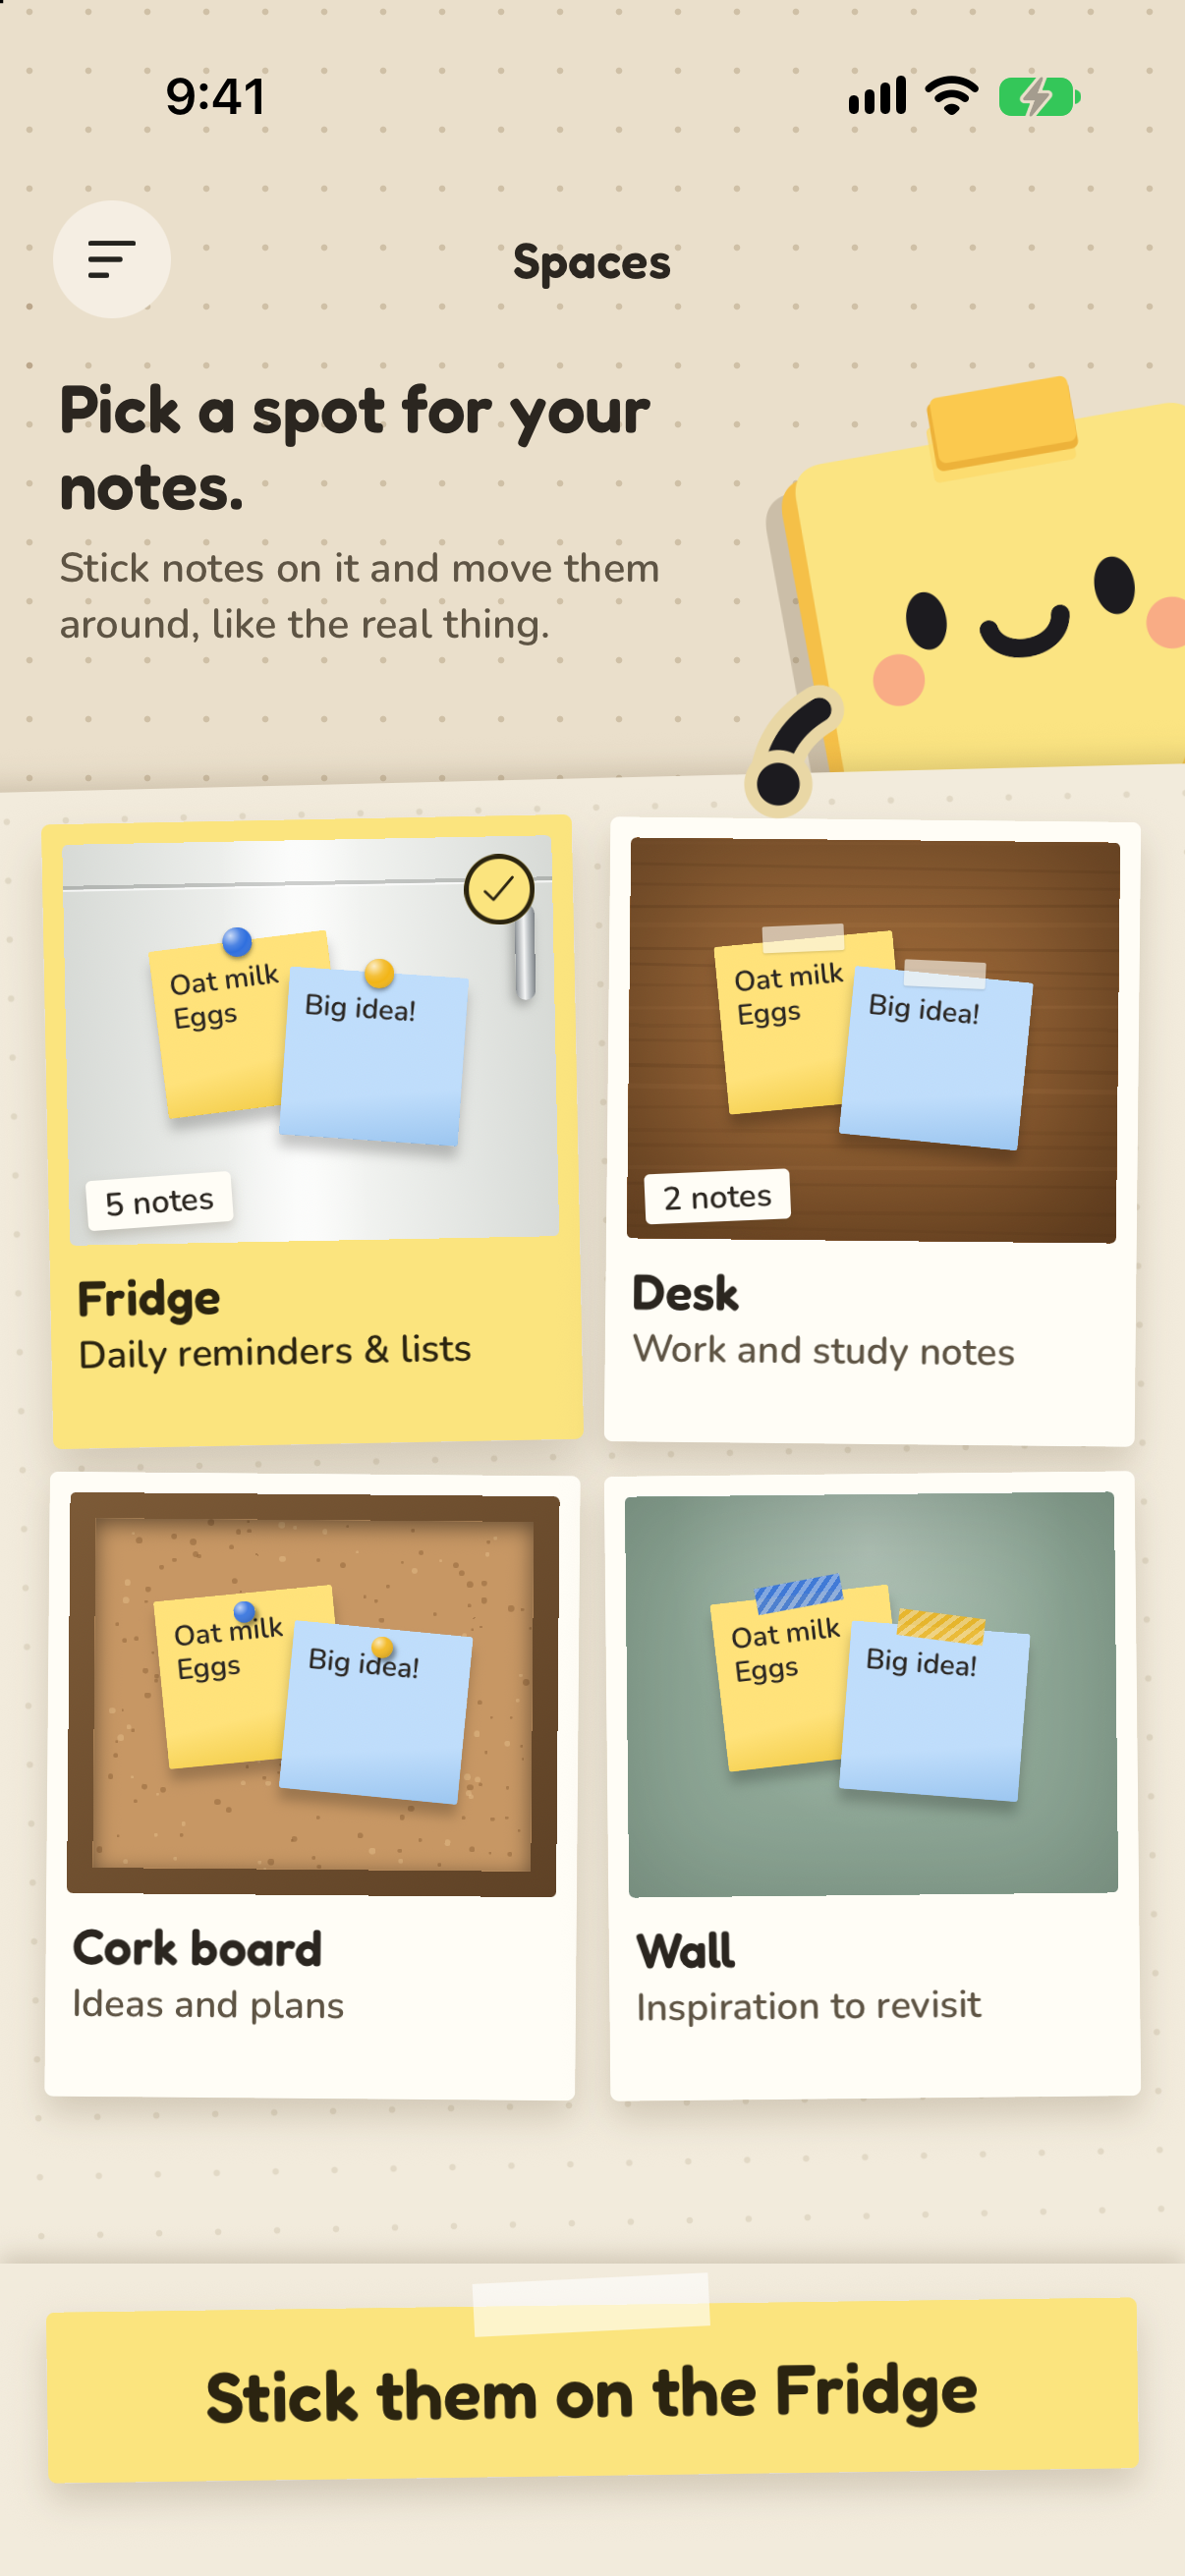 9:41
Spaces
Pick a spot for your
notes.
Stick notes on it and move them
around, like the real thing.
Oat milk
Eggs
Big idea!
5 notes
Fridge
Daily reminders & lists
Oat milk
Eggs
Big idea!
2 notes
Desk
Work and study notes
Oat milk
Eggs
Big idea!
Cork board
Ideas and plans
Oat milk
Eggs
Big idea!
Wall
Inspiration to revisit
Stick them on the Fridge